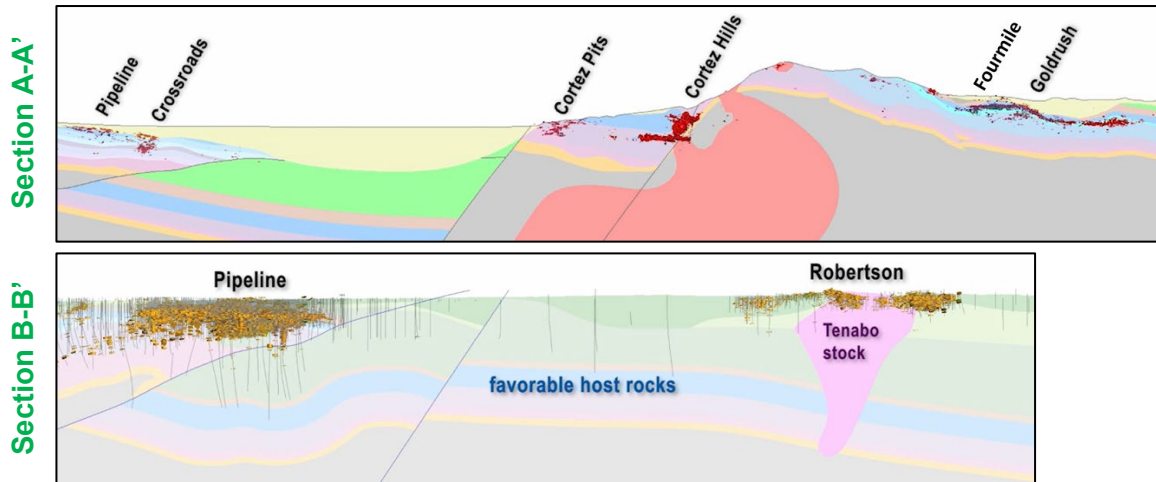 Section A-A’
Pipeline
Crossroads
Cortez Pits
Cortez Hills
Fourmile
Goldrush
Section B-B’
Pipeline
Robertson
Tenabo
stock
favorable host rocks